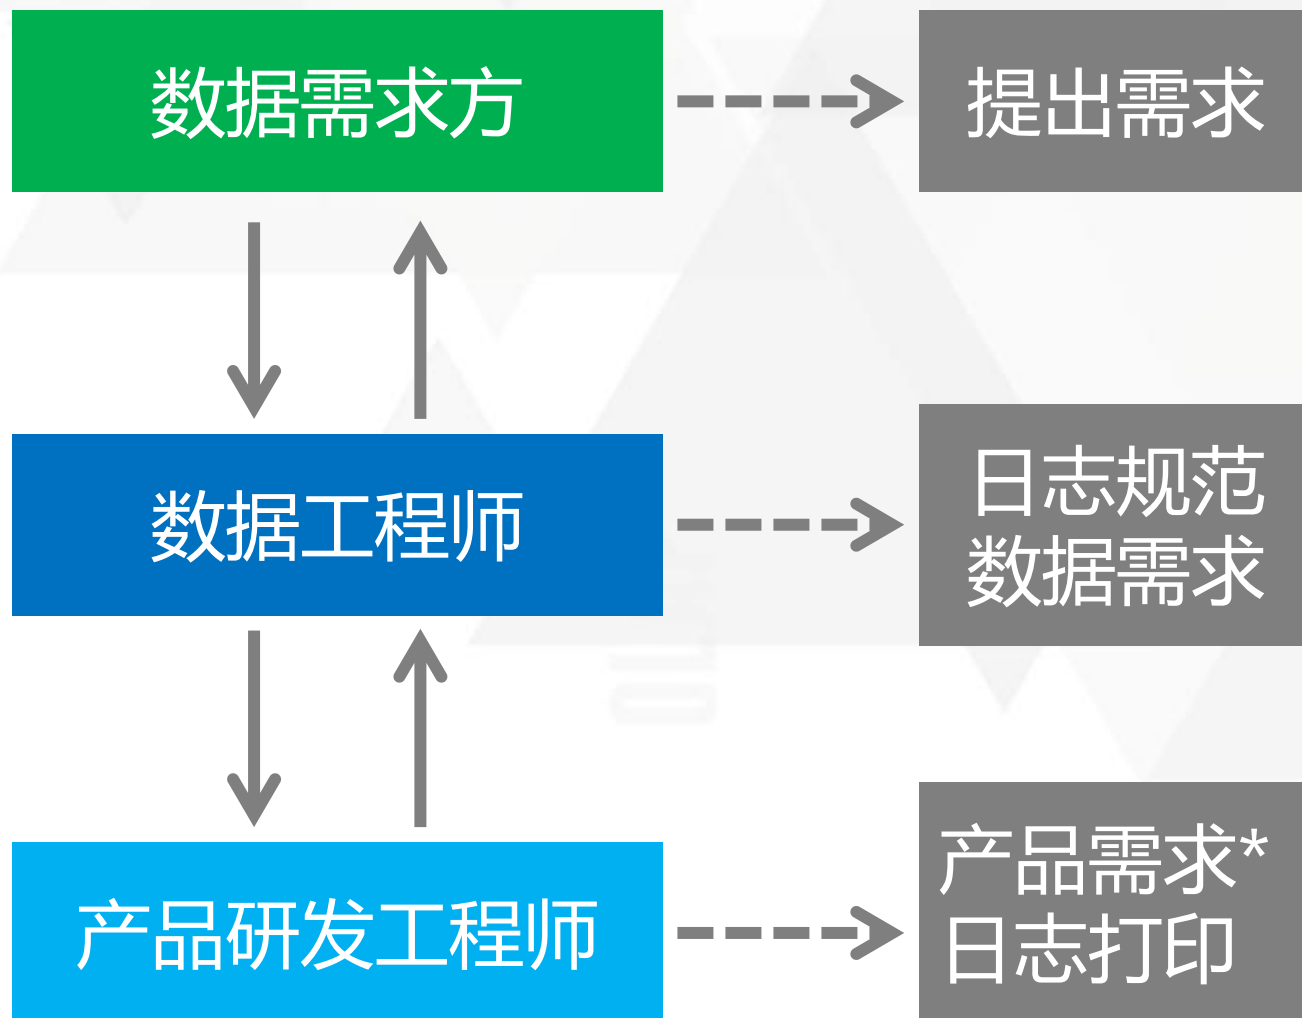 数据需求方
提出需求
数据工程师
日志规范
数据需求
产品研发工程师
产品需求*
日志打印